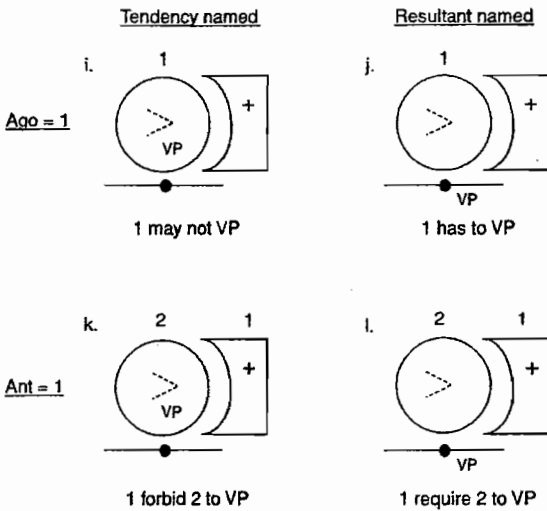 Tendency named Resultant named
i. 1 j. 1
Ago = 1 > + > +
VP
VP
1 may not VP 1 has to VP
k. 2 1 l. 2 1
Ant = 1 > + > +
VP
VP
1 forbid 2 to VP 1 require 2 to VP